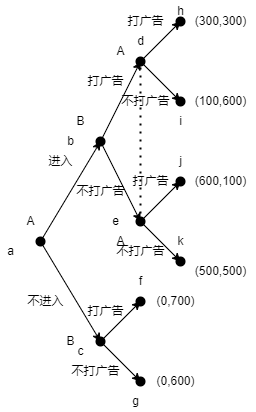 h
打广告
(300,300)
A
d
打广告
不打广告
(100,600)
B
i
b
进入
j
打广告
(600,100)
不打广告
A
e
A
不打广告
k
a
(500,500)
f
不进入
打广告
(0,700)
B
c
不打广告
(0,600)
g